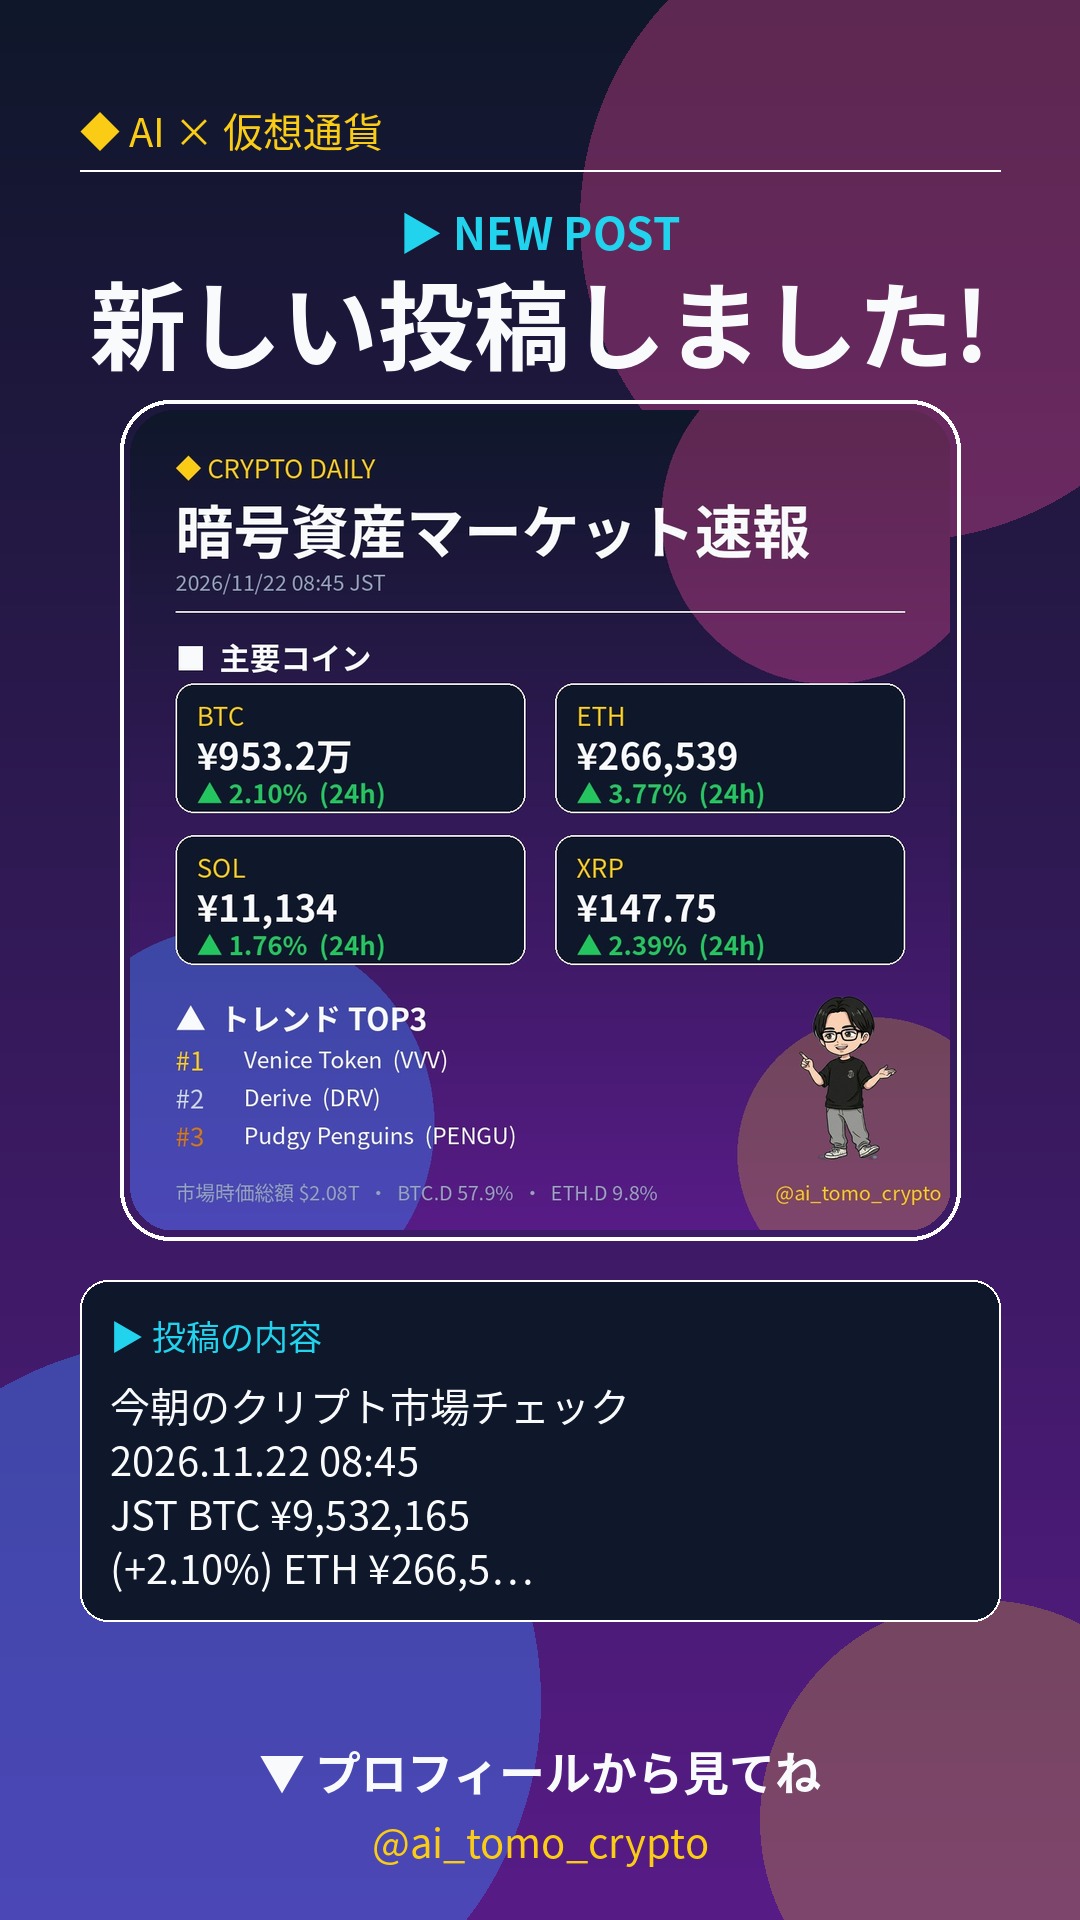 ◆ AI × 仮想通貨
▶ NEW POST
新しい投稿しました!
◆ CRYPTO DAILY
暗号資産マーケット速報
2026/11/22 08:45 JST
■ 主要コイン
BTC
¥953.2万
▲ 2.10% (24h)
ETH
¥266,539
▲ 3.77% (24h)
SOL
¥11,134
▲ 1.76% (24h)
XRP
¥147.75
▲ 2.39% (24h)
▲ トレンド TOP3
#1 Venice Token (VVV)
#2 Derive (DRV)
#3 Pudgy Penguins (PENGU)
市場時価総額 $2.08T ・ BTC.D 57.9% ・ ETH.D 9.8%
@ai_tomo_crypto
▶ 投稿の内容
今朝のクリプト市場チェック
2026.11.22 08:45
JST BTC ¥9,532,165
(+2.10%) ETH ¥266,5…
▼ プロフィールから見てね
@ai_tomo_crypto